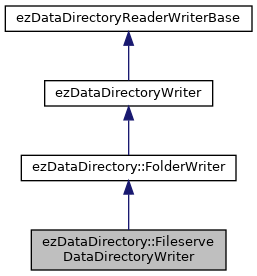 ezDataDirectoryReaderWriterBase
ezDataDirectoryWriter
ezDataDirectory::FolderWriter
ezDataDirectory::Fileserve
DataDirectoryWriter